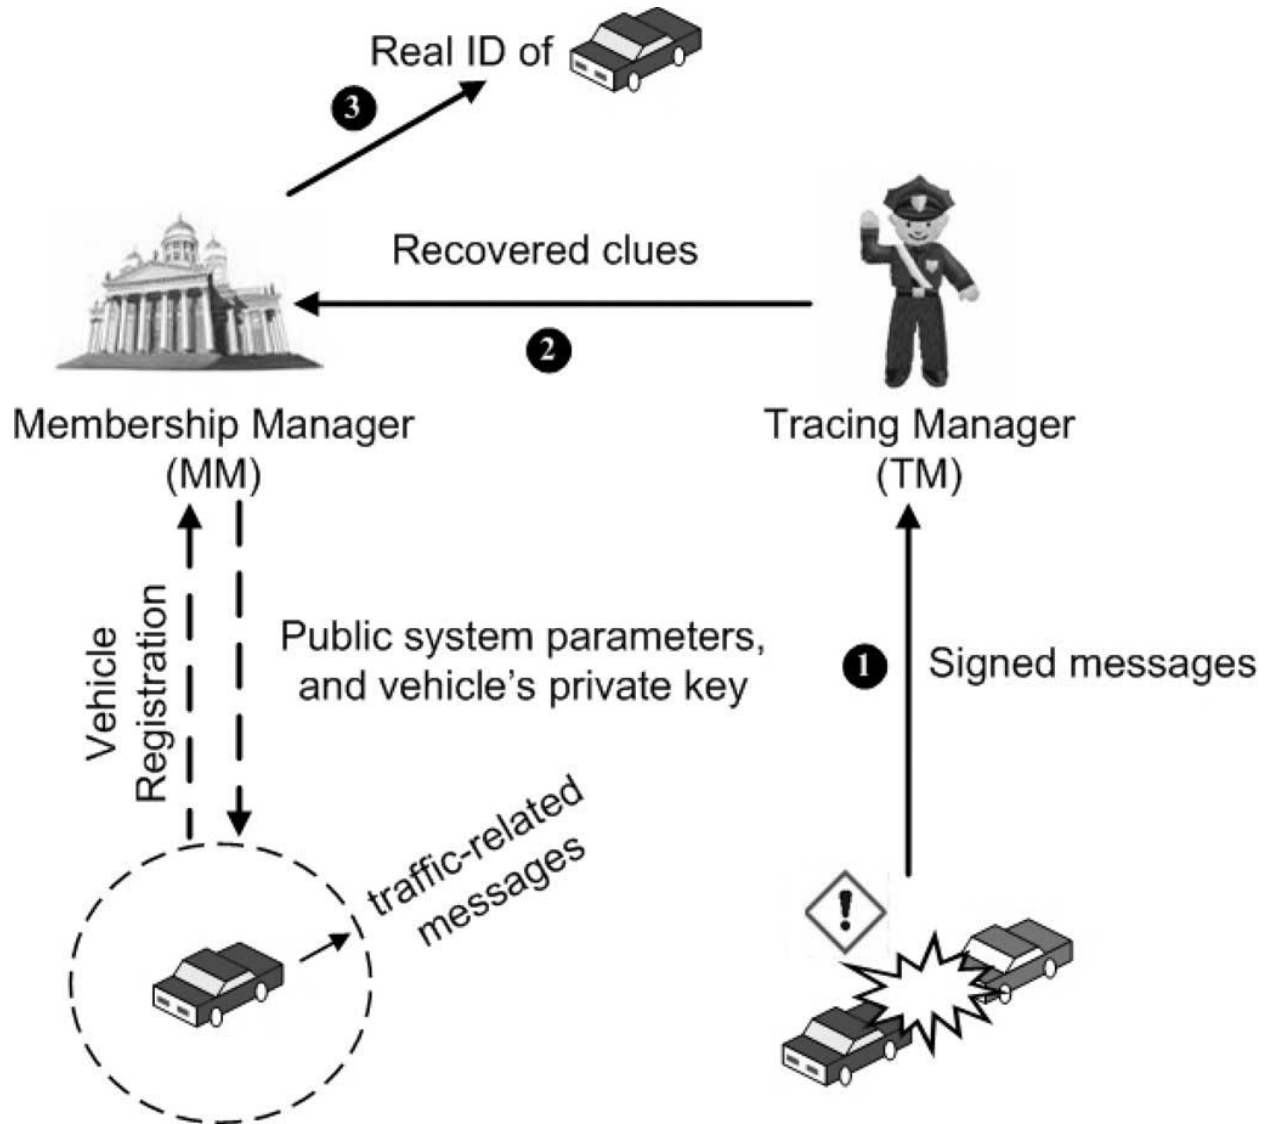 Real ID of
3
Recovered clues
2
Membership Manager
(MM)
Tracing Manager
(TM)
Vehicle
Registration
Public system parameters,
and vehicle's private key
1
Signed messages
traffic-related
messages
!